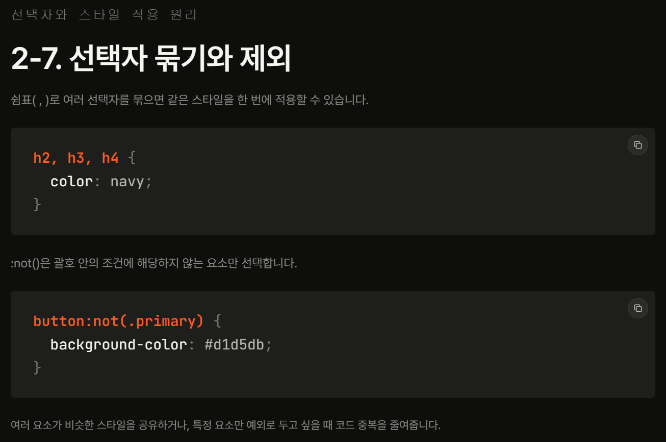 선택자와 스타일 적용 원리
2-7. 선택자 묶기와 제외
쉼표( , )로 여러 선택자를 묶으면 같은 스타일을 한 번에 적용할 수 있습니다.
h2, h3, h4 {
  color: navy;
}
:not()은 괄호 안의 조건에 해당하지 않는 요소만 선택합니다.
button:not(.primary) {
  background-color: #d1d5db;
}
여러 요소가 비슷한 스타일을 공유하거나, 특정 요소만 예외로 두고 싶을 때 코드 중복을 줄여줍니다.